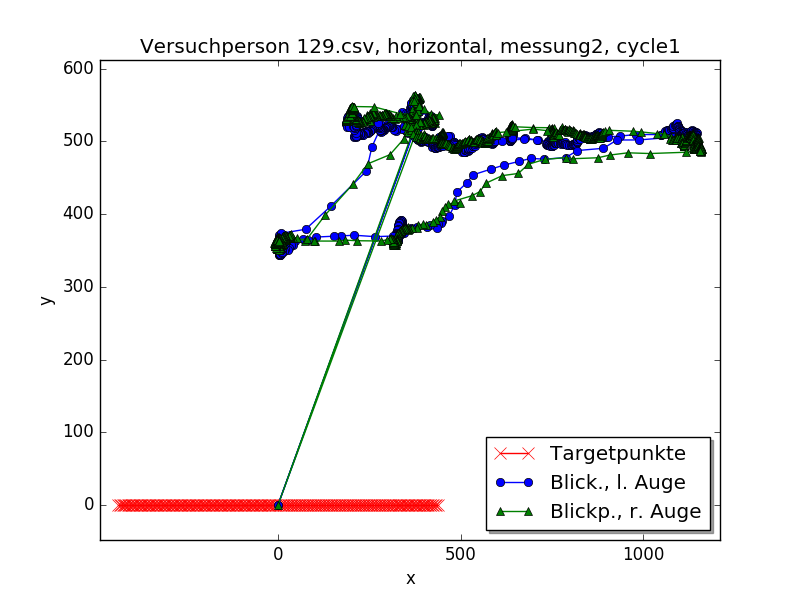 Versuchperson 129.csv, horizontal, messung2, cycle1
600
500
400
300
200
100
0
y
0 500 1000
x
Targetpunkte
Blick., l. Auge
Blickp., r. Auge